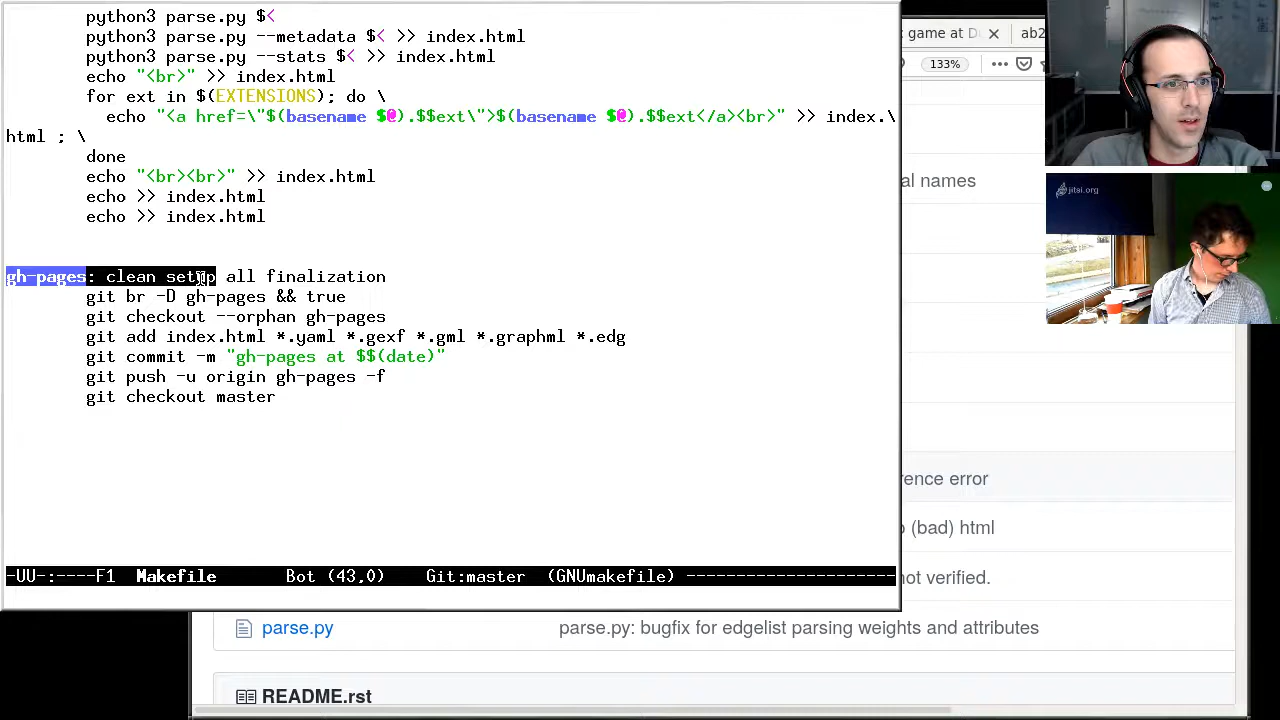 python3 parse.py $<
python3 parse.py --metadata $< >> index.html
python3 parse.py --stats $< >> index.html
echo "<br>" >> index.html
for ext in $(EXTENSIONS); do \
echo "<a href=\"$(basename $@).$$ext\">$(basename $@).$$ext</a><br>" >> index.\
html ; \
done
echo "<br><br>" >> index.html
echo >> index.html
echo >> index.html
gh-pages: clean setup all finalization
git br -D gh-pages && true
git checkout --orphan gh-pages
git add index.html *.yaml *.gexf *.gml *.graphml *.edg
git commit -m "gh-pages at $$(date)"
git push -u origin gh-pages -f
git checkout master
-UU-:----F1 Makefile Bot (43,0) Git:master (GNUmakefile) ---------------------
game at D
ab2
133%
al names
rence error
(bad) html
not verified.
parse.py parse.py: bugfix for edgelist parsing weights and attributes
README.rst
jitsi.org